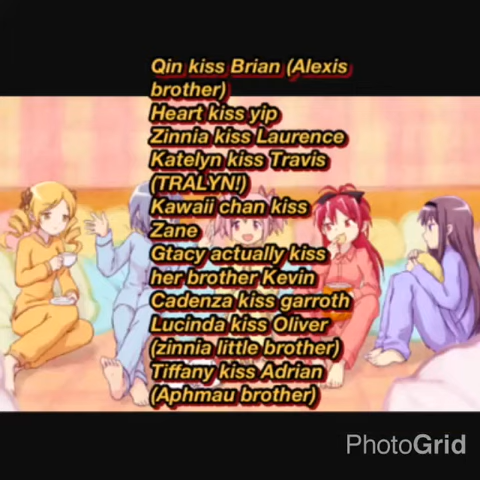 Qin kiss Brian (Alexis
brother)
Heart kiss yip
Zinnia kiss Laurence
Katelyn kiss Travis
(TRALYN!)
Kawaii chan kiss
Zane
Gtacy actually kiss
her brother Kevin
Cadenza kiss garroth
Lucinda kiss Oliver
(zinnia little brother)
Tiffany kiss Adrian
(Aphmau brother)
PhotoGrid